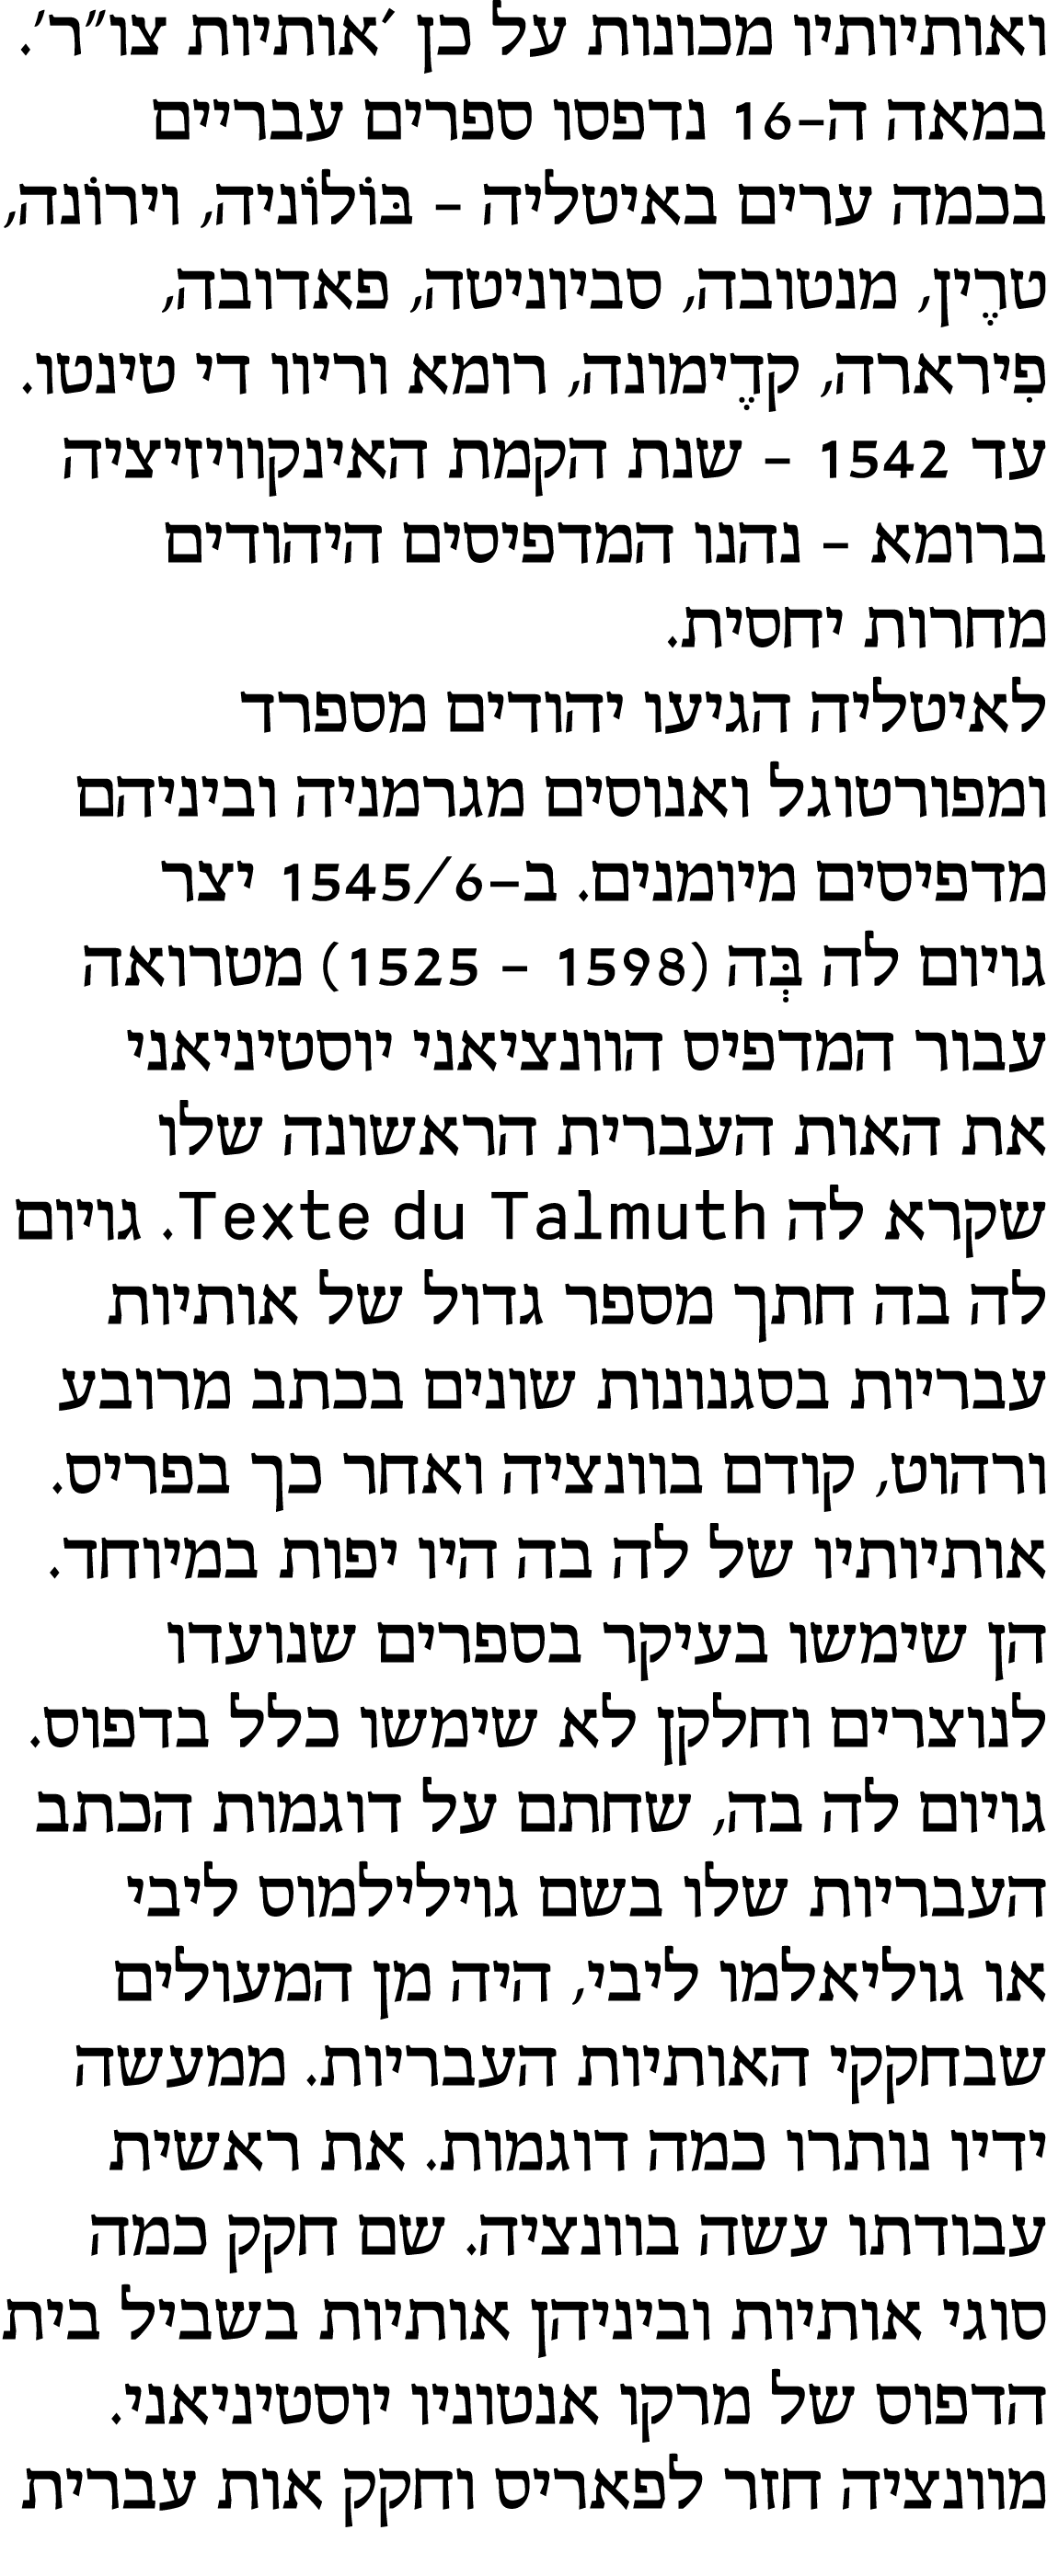 ואותיותיו מכונות על כן ׳אותיות צו״ר׳.
במאה ה–16 נדפסו ספרים עבריים
בכמה ערים באיטליה – בּוֹלוֹניה, וירוֹנה,
טרֶין, מנטובה, סביוניטה, פאדובה,
פִירארה, קדֶימונה, רומא וריוו די טינטו.
עד 1542 – שנת הקמת האינקוויזיציה
ברומא – נהנו המדפיסים היהודים
מחרות יחסית.
לאיטליה הגיעו יהודים מספרד
ומפורטוגל ואנוסים מגרמניה וביניהם
מדפיסים מיומנים. ב–1545/6 יצר
גויום לה בְּה (1598 – 1525) מטרואה
עבור המדפיס הוונציאני יוסטיניאני
את האות העברית הראשונה שלו
שקרא לה Texte du Talmuth. גויום
לה בה חתך מספר גדול של אותיות
עבריות בסגנונות שונים בכתב מרובע
ורהוט, קודם בוונציה ואחר כך בפריס.
אותיותיו של לה בה היו יפות במיוחד.
הן שימשו בעיקר בספרים שנועדו
לנוצרים וחלקן לא שימשו כלל בדפוס.
גויום לה בה, שחתם על דוגמות הכתב
העבריות שלו בשם גוילילמוס ליבי
או גוליאלמו ליבי, היה מן המעולים
שבחקקי האותיות העבריות. ממעשה
ידיו נותרו כמה דוגמות. את ראשית
עבודתו עשה בוונציה. שם חקק כמה
סוגי אותיות וביניהן אותיות בשביל בית
הדפוס של מרקו אנטוניו יוסטיניאני.
מוונציה חזר לפאריס וחקק אות עברית